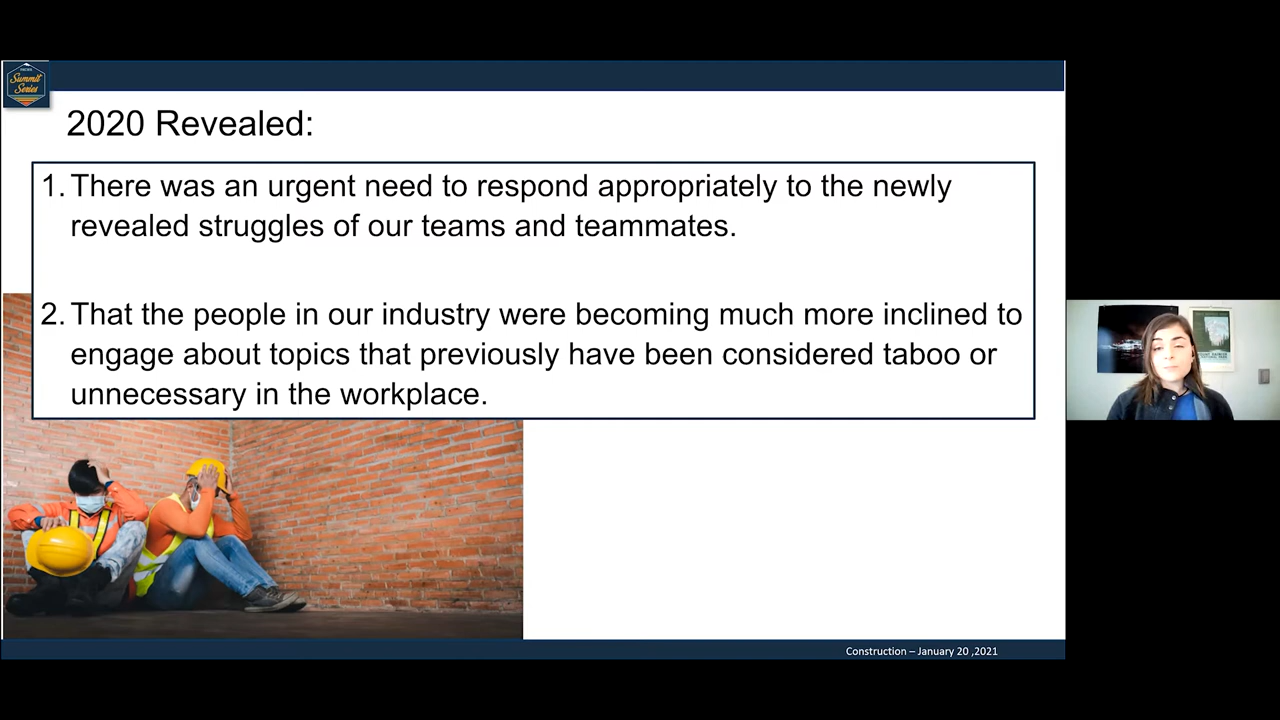 Summit
Series
2020 Revealed:
1. There was an urgent need to respond appropriately to the newly
revealed struggles of our teams and teammates.
2. That the people in our industry were becoming much more inclined to
engage about topics that previously have been considered taboo or
unnecessary in the workplace.
Construction – January 20 ,2021